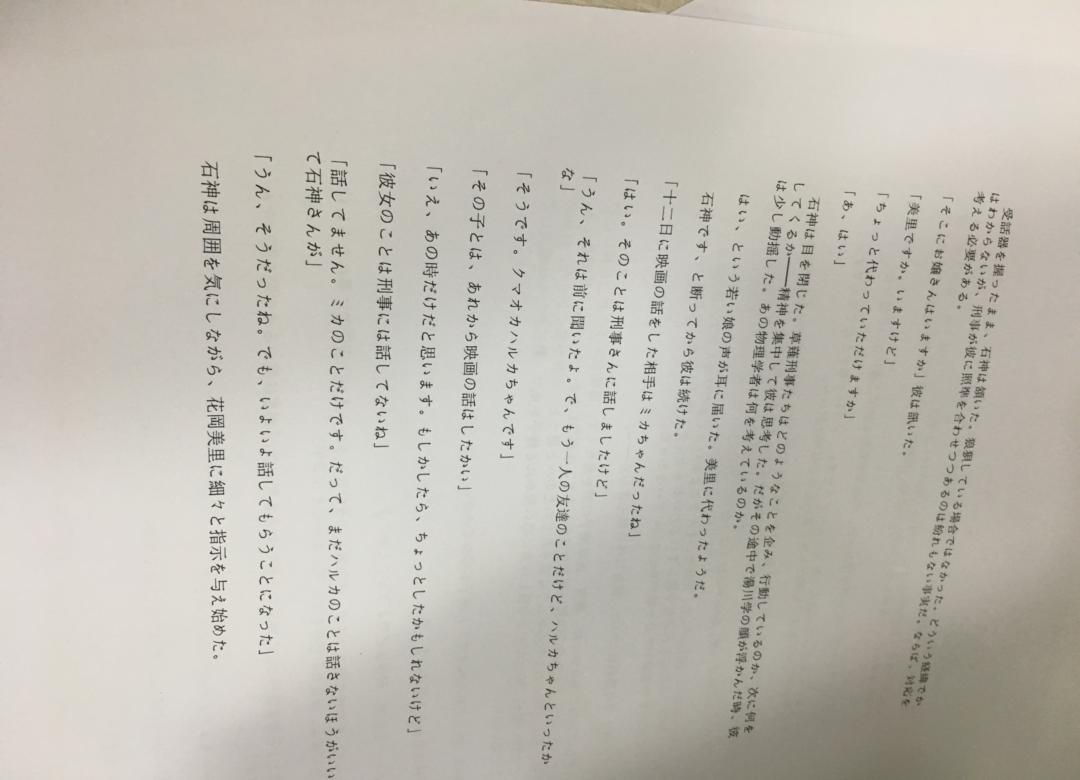 受話器を握ったまま、石神は頷いた。狼狽している場合ではなかった。どういう経緯でか
はわからないが、刑事が彼に照準を合わせつつあるのは紛れもない事実だ。ならば、対応を
考える必要がある。
「そこにお嬢さんはいますか」彼は訊いた。
「美里ですか。いますけど」
「ちょっと代わっていただけますか」
「あ、はい」
石神は目を閉じた。草薙刑事たちはどのようなことを企み、行動しているのか、次に何を
してくるか――精神を集中して彼は思考した。だがその途中で湯川学の顔が浮かんだ時、彼
は少し動揺した。あの物理学者は何を考えているのか。
はい、という若い娘の声が耳に届いた。美里に代わったようだ。
石神です、と断ってから彼は続けた。
「十二日に映画の話をした相手はミカちゃんだったね」
「はい。そのことは刑事さんに話しましたけど」
「うん、それは前に聞いたよ。で、もう一人の友達のことだけど、ハルカちゃんといったか
な」
「そうです。クマオカハルカちゃんです」
「その子とは、あれから映画の話はしたかい」
「いえ、あの時だけだと思います。もしかしたら、ちょっとしたかもしれないけど」
「彼女のことは刑事には話してないね」
「話してません。ミカのことだけです。だって、まだハルカのことは話さないほうがいい
て石神さんが」
「うん、そうだったね。でも、いよいよ話してもらうことになった」
石神は周囲を気にしながら、花岡美里に細々と指示を与え始めた。